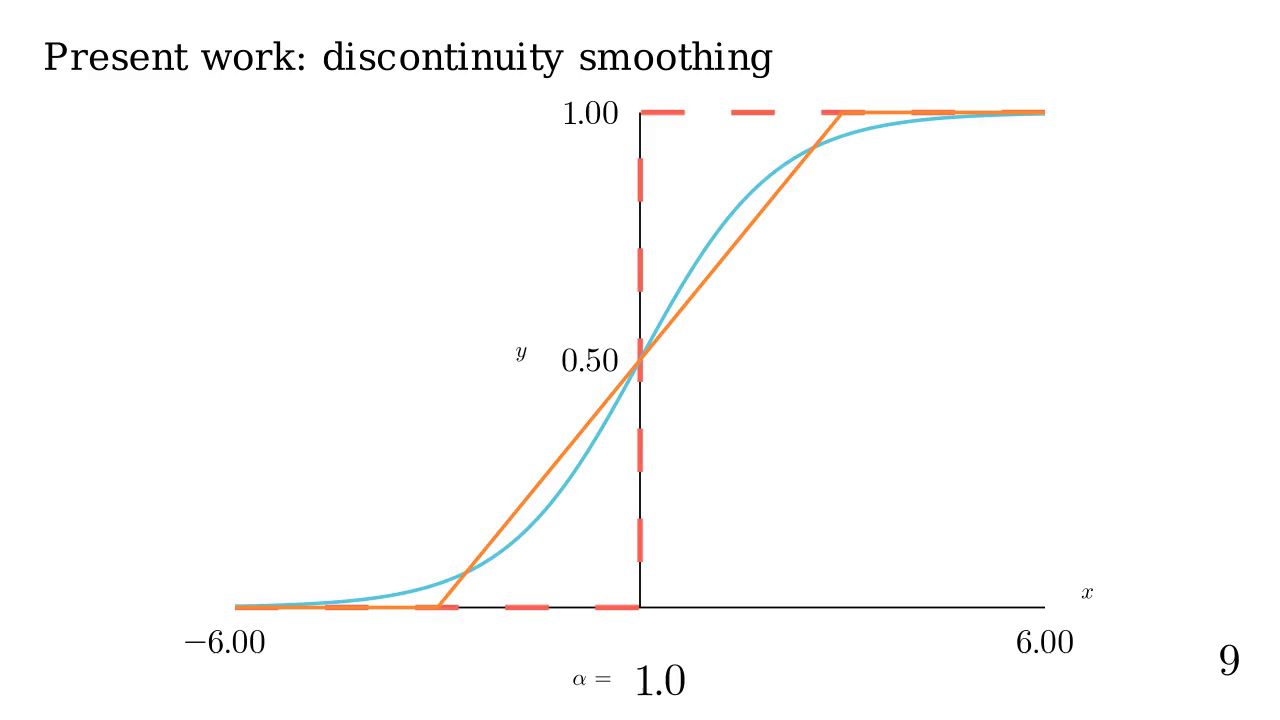 Present work: discontinuity smoothing
1.00
y
0.50
x
−6.00
6.00
α = 1.0
9